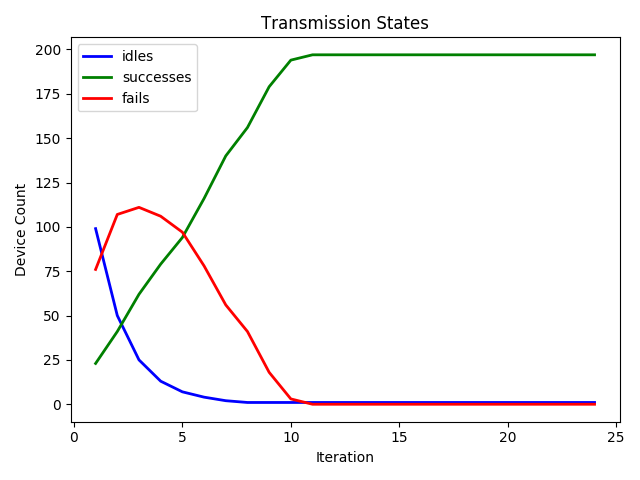 Transmission States
idles
successes
fails
200
175
150
125
100
75
50
25
0
Device Count
0 5 10 15 20 25
Iteration